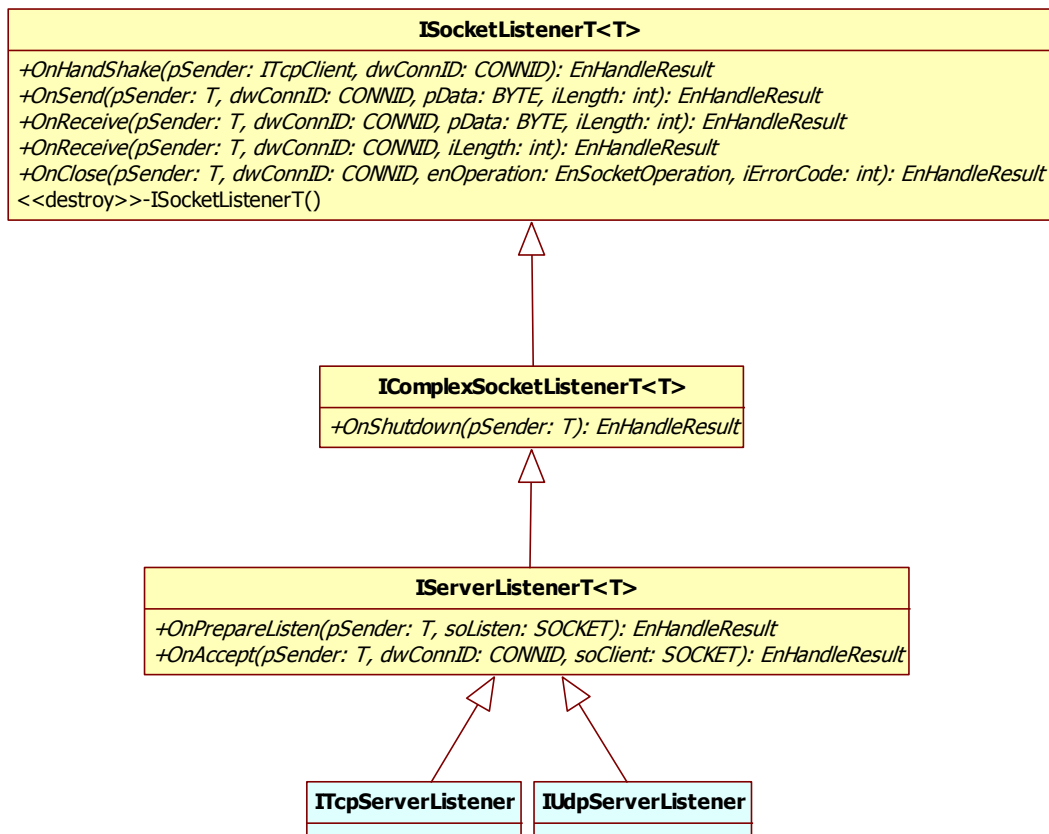 ISocketListenerT<T>
+OnHandShake(pSender: ITcpClient, dwConnID: CONNID): EnHandleResult
+OnSend(pSender: T, dwConnID: CONNID, pData: BYTE, iLength: int): EnHandleResult
+OnReceive(pSender: T, dwConnID: CONNID, pData: BYTE, iLength: int): EnHandleResult
+OnReceive(pSender: T, dwConnID: CONNID, iLength: int): EnHandleResult
+OnClose(pSender: T, dwConnID: CONNID, enOperation: EnSocketOperation, iErrorCode: int): EnHandleResult
<<destroy>>-ISocketListenerT()
IComplexSocketListenerT<T>
+OnShutdown(pSender: T): EnHandleResult
IServerListenerT<T>
+OnPrepareListen(pSender: T, soListen: SOCKET): EnHandleResult
+OnAccept(pSender: T, dwConnID: CONNID, soClient: SOCKET): EnHandleResult
ITcpServerListener
IUdpServerListener